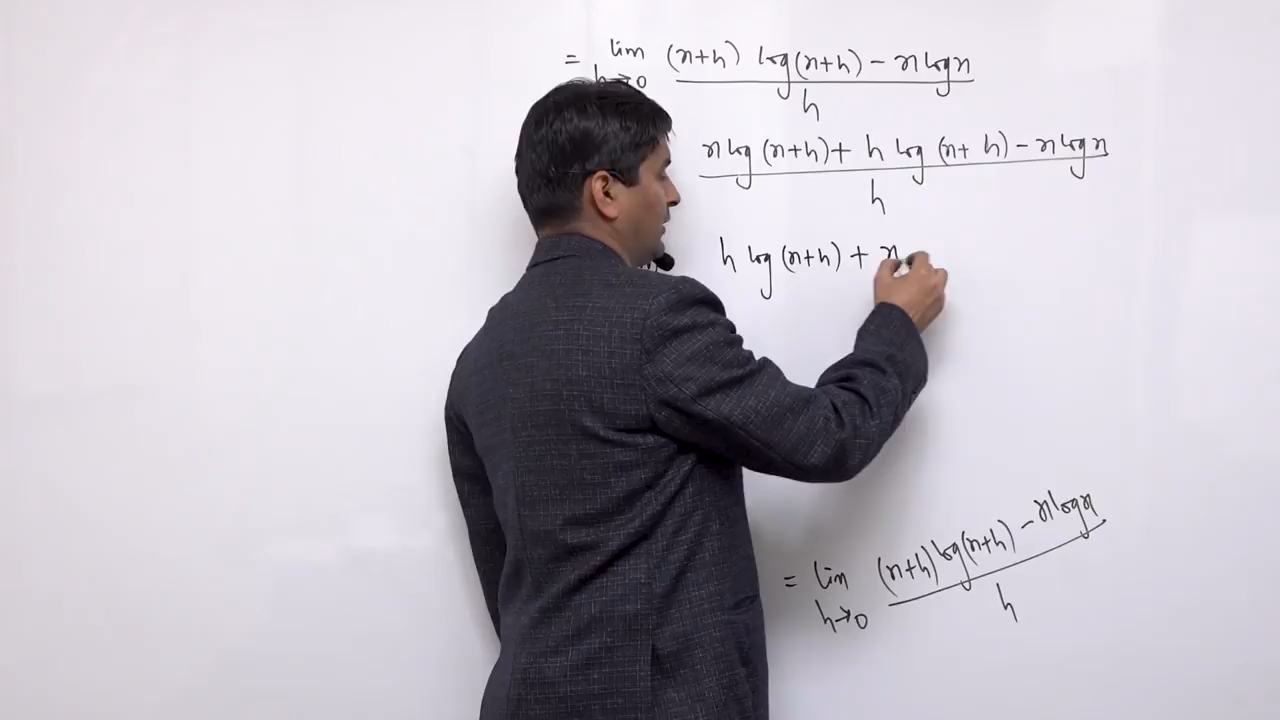 = lim (x+h) log(x+h) - x log x
h→0 h
x log (x+h) + h log (x+h) - x log x
h
h log (x+h) + x
= lim (x+h) log(x+h) - x log x
h→0 h